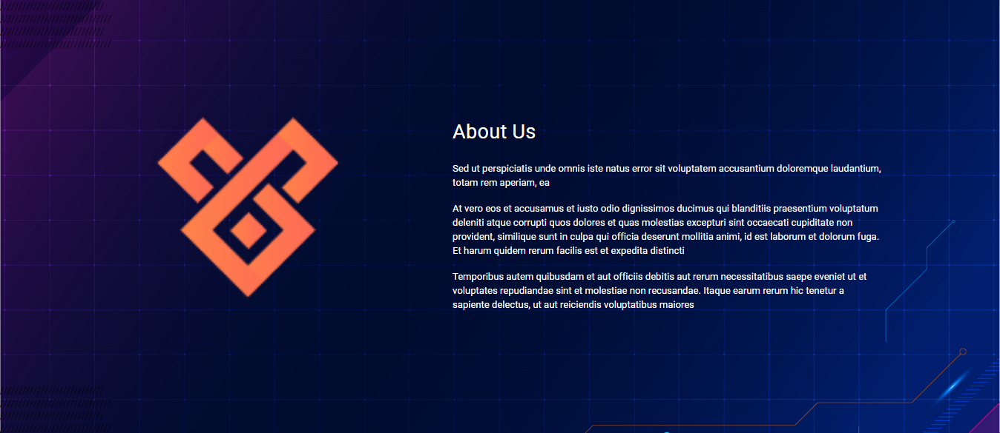 About Us
Sed ut perspiciatis unde omnis iste natus error sit voluptatem accusantium doloremque laudantium,
totam rem aperiam, ea
At vero eos et accusamus et iusto odio dignissimos ducimus qui blanditiis praesentium voluptatum
deleniti atque corrupti quos dolores et quas molestias excepturi sint occaecati cupiditate non
provident, similique sunt in culpa qui officia deserunt mollitia animi, id est laborum et dolorum fuga.
Et harum quidem rerum facilis est et expedita distincti
Temporibus autem quibusdam et aut officiis debitis aut rerum necessitatibus saepe eveniet ut et
voluptates repudiandae sint et molestiae non recusandae. Itaque earum rerum hic tenetur a
sapiente delectus, ut aut reiciendis voluptatibus maiores